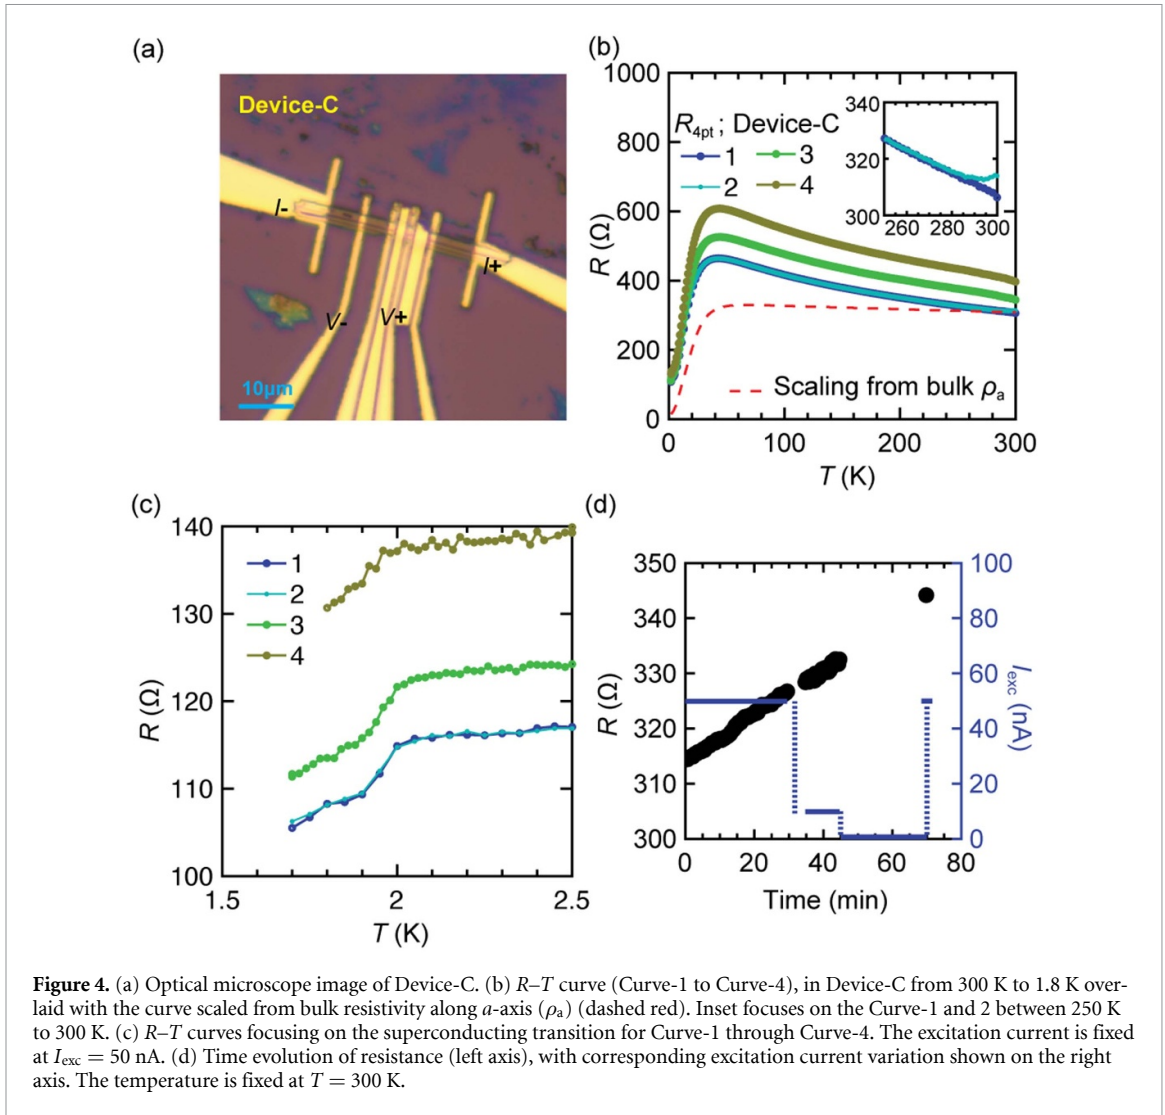 (a)
Device-C
I-
I+
V-
V+
10μm
(b)
1000
800
600
400
200
0
R (Ω)
R4pt ; Device-C
1
2
3
4
340
320
300
260
280
300
Scaling from bulk ρa
0
100
200
300
T (K)
(c)
140
130
120
110
100
R (Ω)
1
2
3
4
1.5
2
2.5
T (K)
(d)
350
340
330
320
310
300
R (Ω)
100
80
60
40
20
0
Iexc (nA)
0
20
40
60
80
Time (min)
Figure 4. (a) Optical microscope image of Device-C. (b) R–T curve (Curve-1 to Curve-4), in Device-C from 300 K to 1.8 K over-
laid with the curve scaled from bulk resistivity along a-axis (ρa) (dashed red). Inset focuses on the Curve-1 and 2 between 250 K
to 300 K. (c) R–T curves focusing on the superconducting transition for Curve-1 through Curve-4. The excitation current is fixed
at Iexc = 50 nA. (d) Time evolution of resistance (left axis), with corresponding excitation current variation shown on the right
axis. The temperature is fixed at T = 300 K.